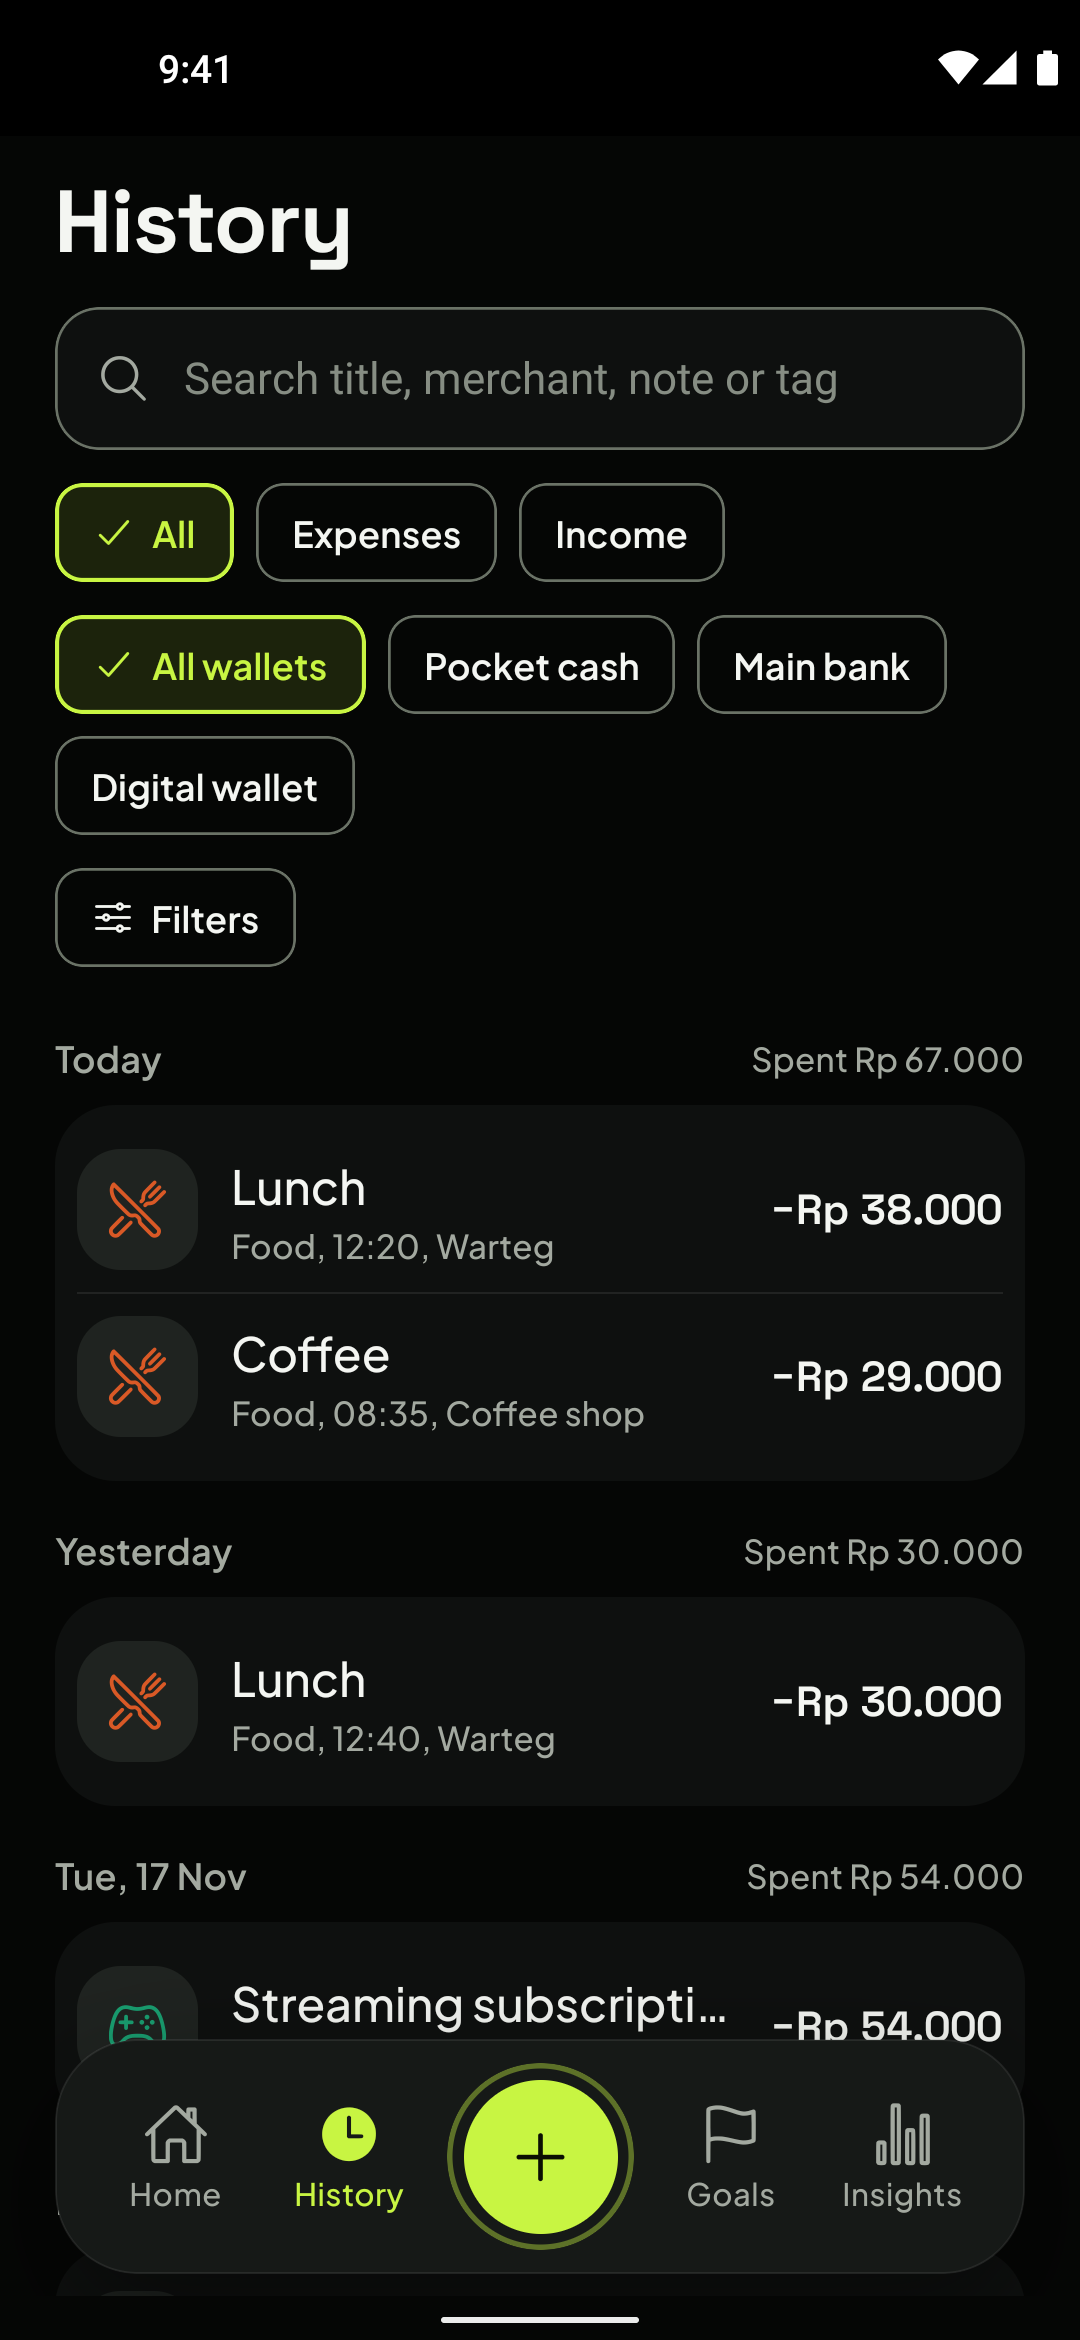 9:41
History
Search title, merchant, note or tag
All
Expenses
Income
All wallets
Pocket cash
Main bank
Digital wallet
Filters
Today
Spent Rp 67.000
Lunch
Food, 12:20, Warteg
-Rp 38.000
Coffee
Food, 08:35, Coffee shop
-Rp 29.000
Yesterday
Spent Rp 30.000
Lunch
Food, 12:40, Warteg
-Rp 30.000
Tue, 17 Nov
Spent Rp 54.000
Streaming subscripti...
-Rp 54.000
Home
History
Goals
Insights